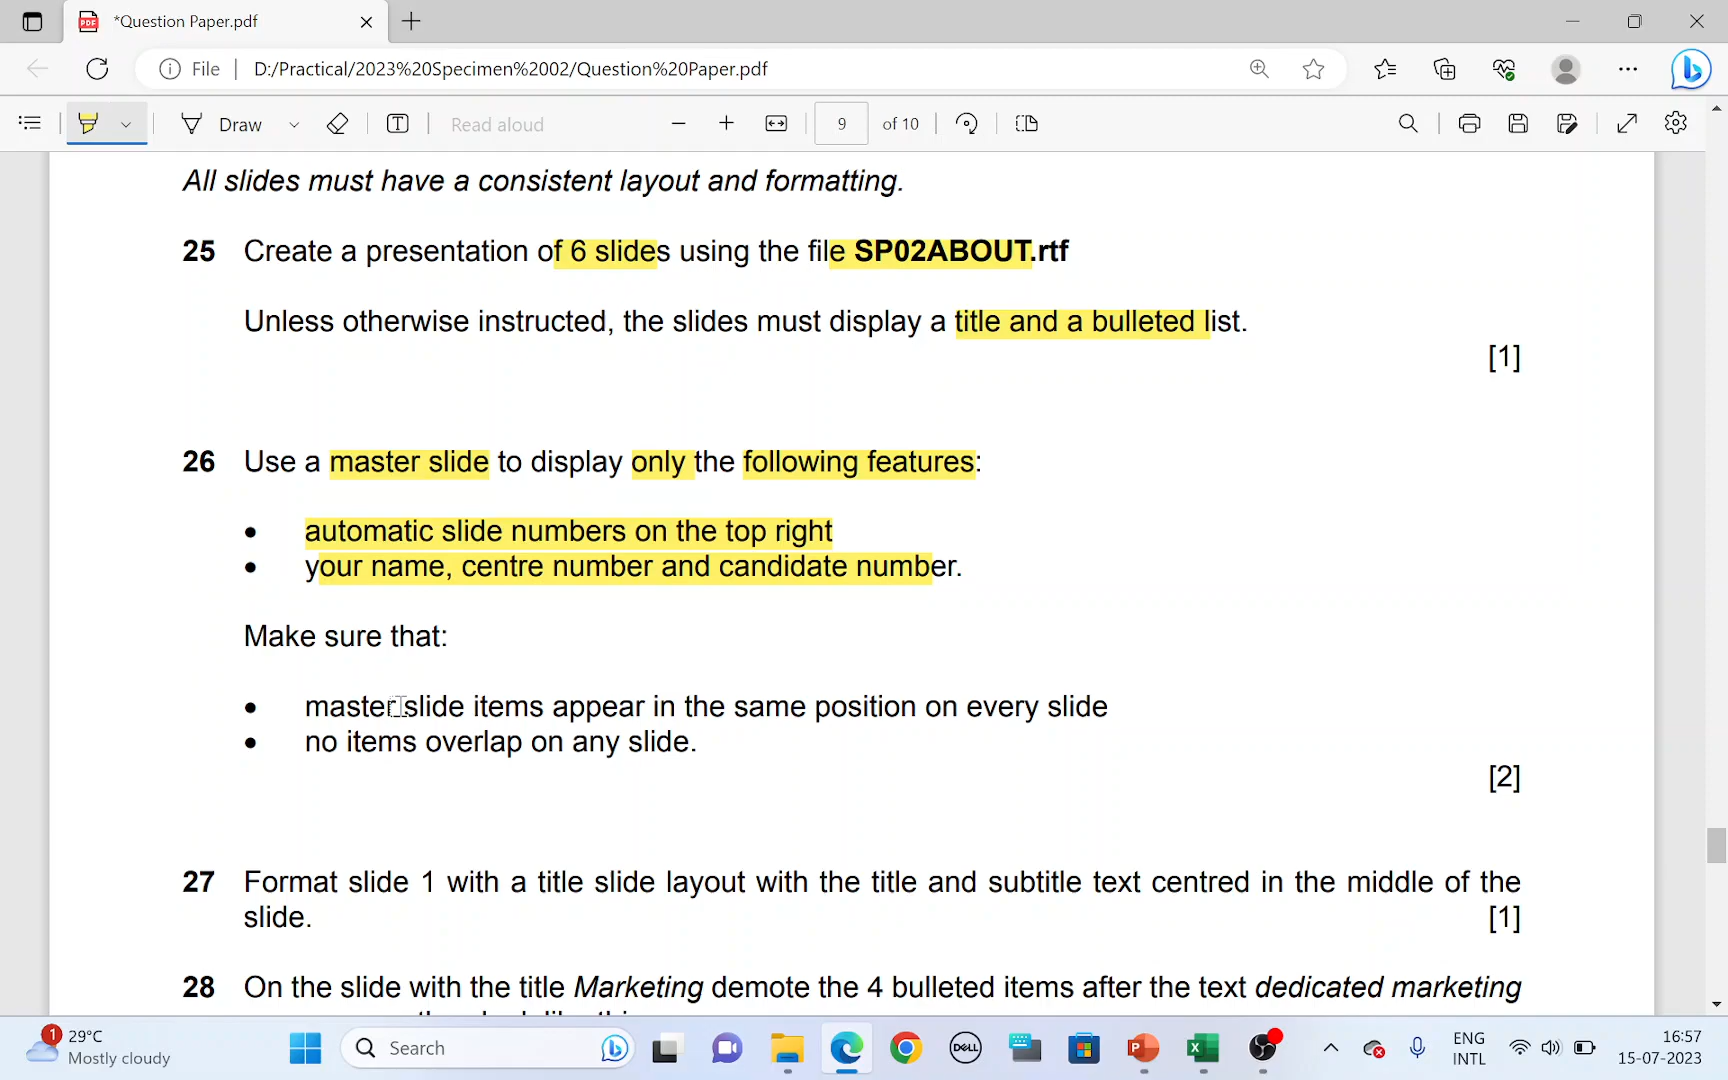 *Question Paper.pdf
File
D:/Practical/2023%20Specimen%2002/Question%20Paper.pdf
Draw
Read aloud
9
of 10
All slides must have a consistent layout and formatting.
25 Create a presentation of 6 slides using the file SP02ABOUT.rtf
Unless otherwise instructed, the slides must display a title and a bulleted list.
[1]
26 Use a master slide to display only the following features:
• automatic slide numbers on the top right
• your name, centre number and candidate number.
Make sure that:
• master slide items appear in the same position on every slide
• no items overlap on any slide.
[2]
27 Format slide 1 with a title slide layout with the title and subtitle text centred in the middle of the
slide.
[1]
28 On the slide with the title Marketing demote the 4 bulleted items after the text dedicated marketing
1
29°C
Mostly cloudy
Search
DELL
ENG
INTL
16:57
15-07-2023